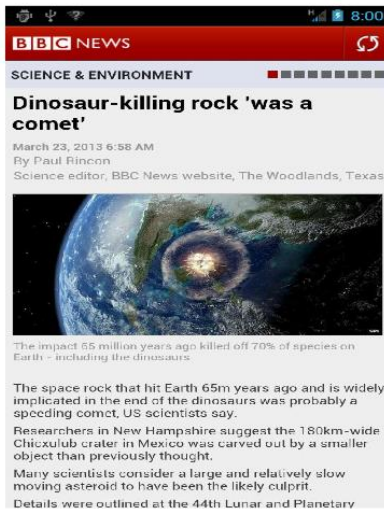 8:00
BBC NEWS
SCIENCE & ENVIRONMENT
Dinosaur-killing rock 'was a
comet'
March 23, 2013 6:58 AM
By Paul Rincon
Science editor, BBC News website, The Woodlands, Texas
The impact 65 million years ago killed off 70% of species on
Earth - including the dinosaurs
The space rock that hit Earth 65m years ago and is widely
implicated in the end of the dinosaurs was probably a
speeding comet, US scientists say.
Researchers in New Hampshire suggest the 180km-wide
Chicxulub crater in Mexico was carved out by a smaller
object than previously thought.
Many scientists consider a large and relatively slow
moving asteroid to have been the likely culprit.
Details were outlined at the 44th Lunar and Planetary